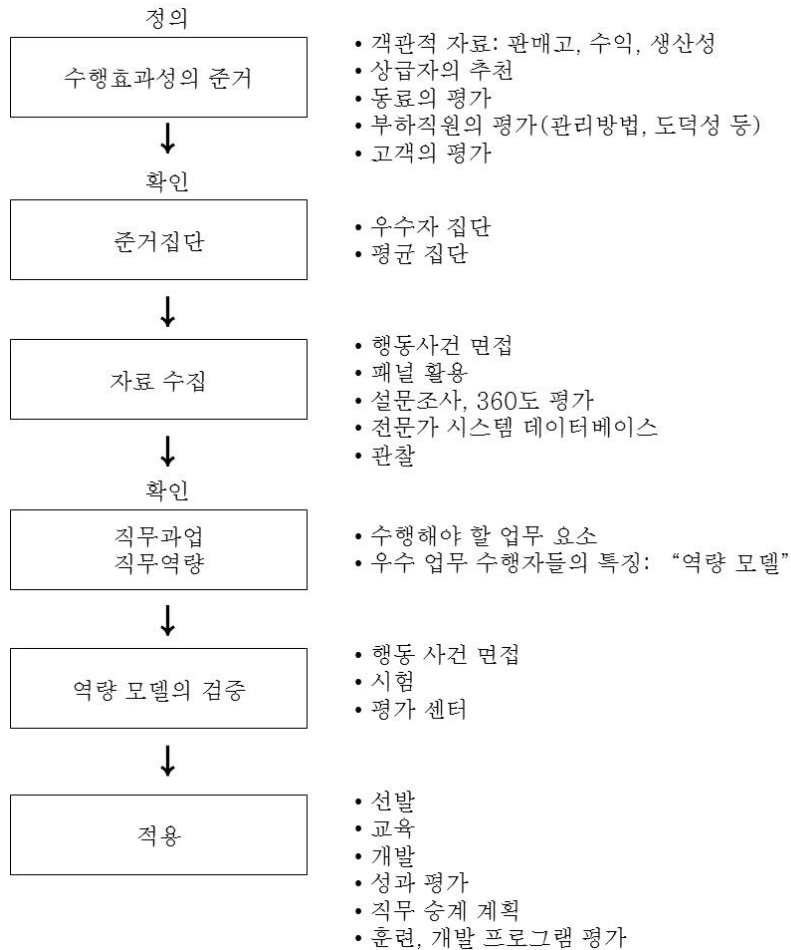 정의
수행효과성의 준거
• 객관적 자료: 판매고, 수익, 생산성
• 상급자의 추천
• 동료의 평가
• 부하직원의 평가(관리방법, 도덕성 등)
• 고객의 평가
↓
확인
준거집단
• 우수자 집단
• 평균 집단
↓
자료 수집
• 행동사건 면접
• 패널 활용
• 설문조사, 360도 평가
• 전문가 시스템 데이터베이스
• 관찰
↓
확인
직무과업
직무역량
• 수행해야 할 업무 요소
• 우수 업무 수행자들의 특징: “역량 모델”
↓
역량 모델의 검증
• 행동 사건 면접
• 시험
• 평가 센터
↓
적용
• 선발
• 교육
• 개발
• 성과 평가
• 직무 승계 계획
• 훈련, 개발 프로그램 평가